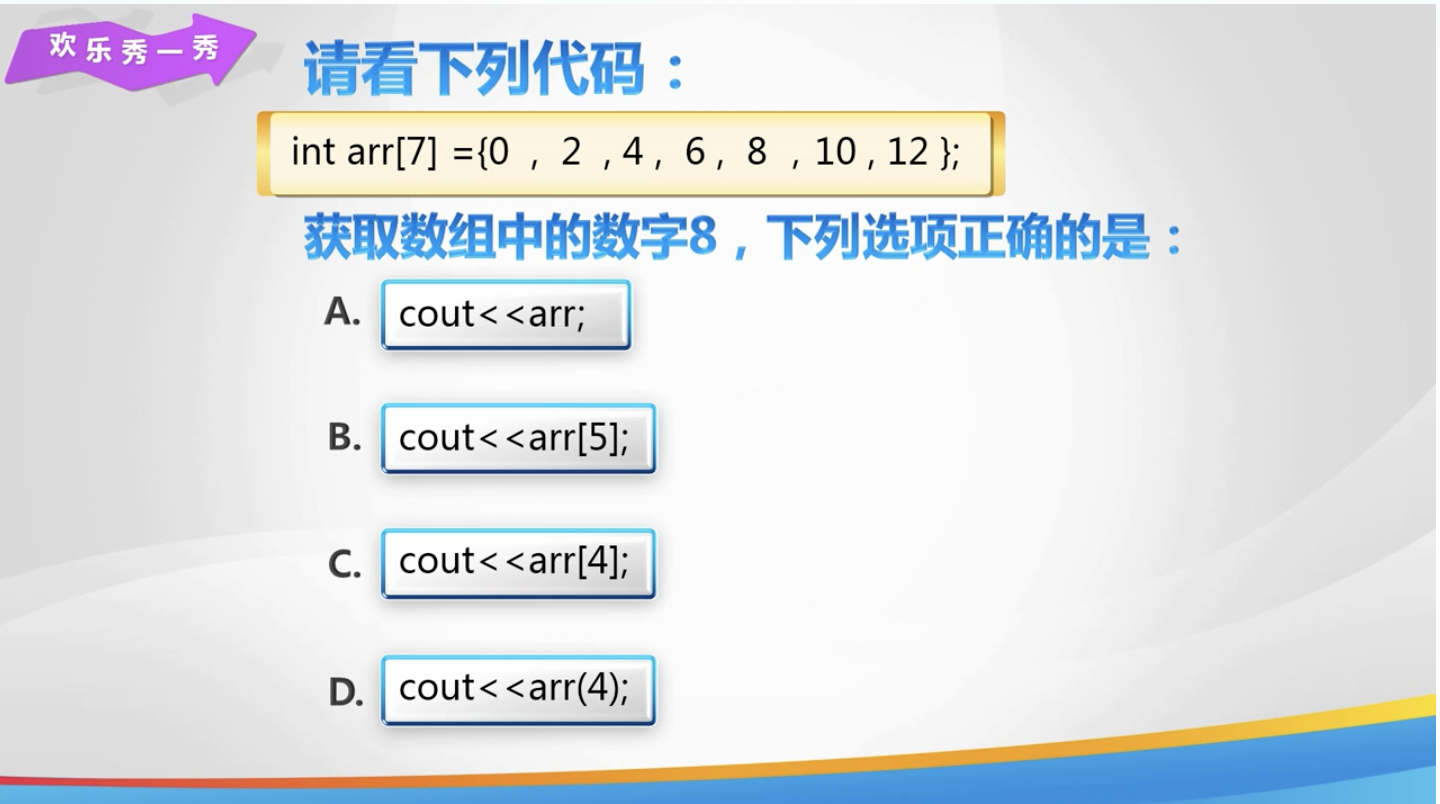 欢乐秀一秀
请看下列代码：
int arr[7] ={0 , 2 , 4 , 6 , 8 , 10 , 12 };
获取数组中的数字8，下列选项正确的是：
A. cout<<arr;
B. cout<<arr[5];
C. cout<<arr[4];
D. cout<<arr(4);